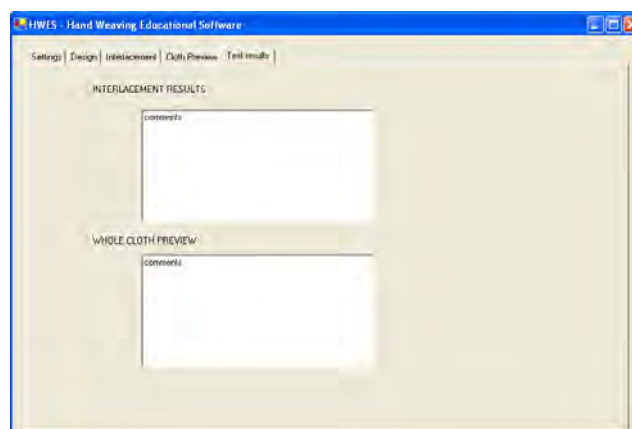 HWES - Hand Weaving Educational Software
Settings Design Interlacement Cloth Preview Test results
INTERLACEMENT RESULTS
comments
WHOLE CLOTH PREVIEW
comments